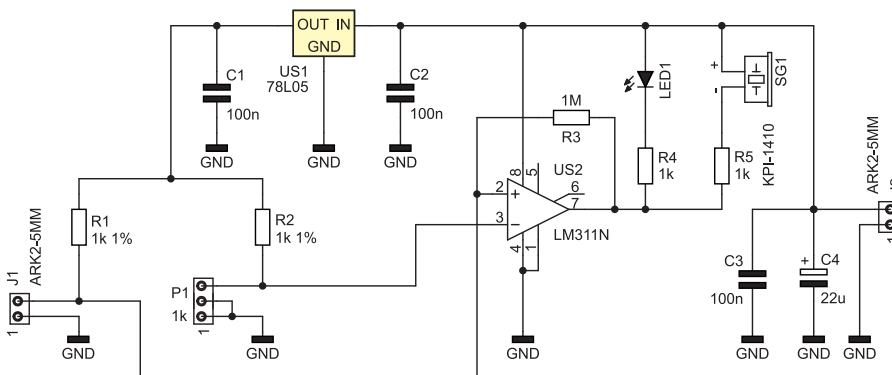 OUT IN
GND
US1
78L05
C1
100n
GND
GND
C2
100n
GND
1M
R3
LED1
+
-
SG1
KPI-1410
R4
1k
R5
1k
ARK2-5MM
US2
8
5
6
7
2
+
3
−
4
1
LM311N
GND
R1
1k 1%
R2
1k 1%
J1
ARK2-5MM
1
GND
P1
1k
1
GND
C3
100n
GND
+
C4
22u
GND
1
GND